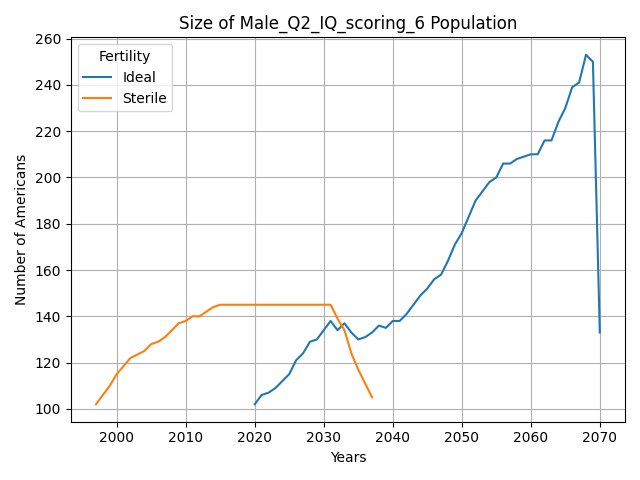 Size of Male_Q2_IQ_scoring_6 Population
Fertility
Ideal
Sterile
Number of Americans
260
240
220
200
180
160
140
120
100
2000 2010 2020 2030 2040 2050 2060 2070
Years